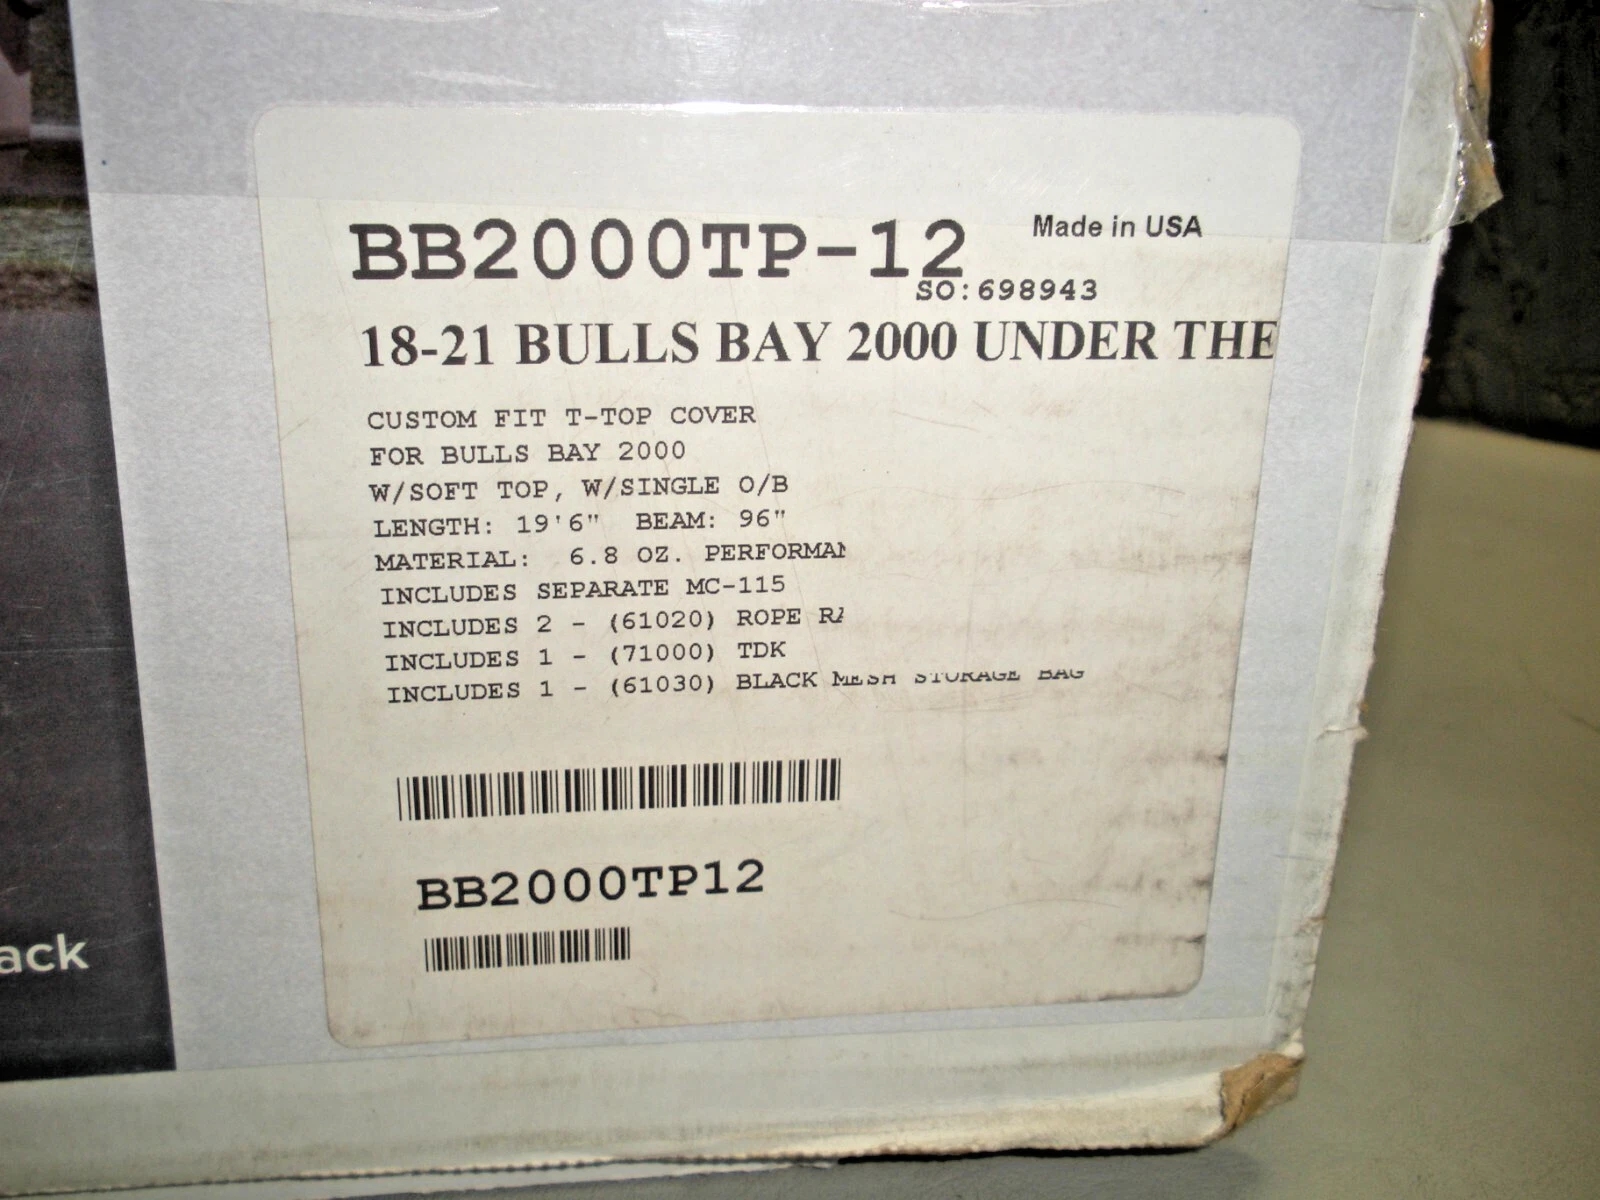 BB2000TP-12
Made in USA
SO:698943
18-21 BULLS BAY 2000 UNDER THE
CUSTOM FIT T-TOP COVER
FOR BULLS BAY 2000
W/SOFT TOP, W/SINGLE O/B
LENGTH: 19'6" BEAM: 96"
MATERIAL: 6.8 OZ. PERFORMAN
INCLUDES SEPARATE MC-115
INCLUDES 2 - (61020) ROPE RA
INCLUDES 1 - (71000) TDK
INCLUDES 1 - (61030) BLACK MESH STORAGE BAG
BB2000TP12
ack